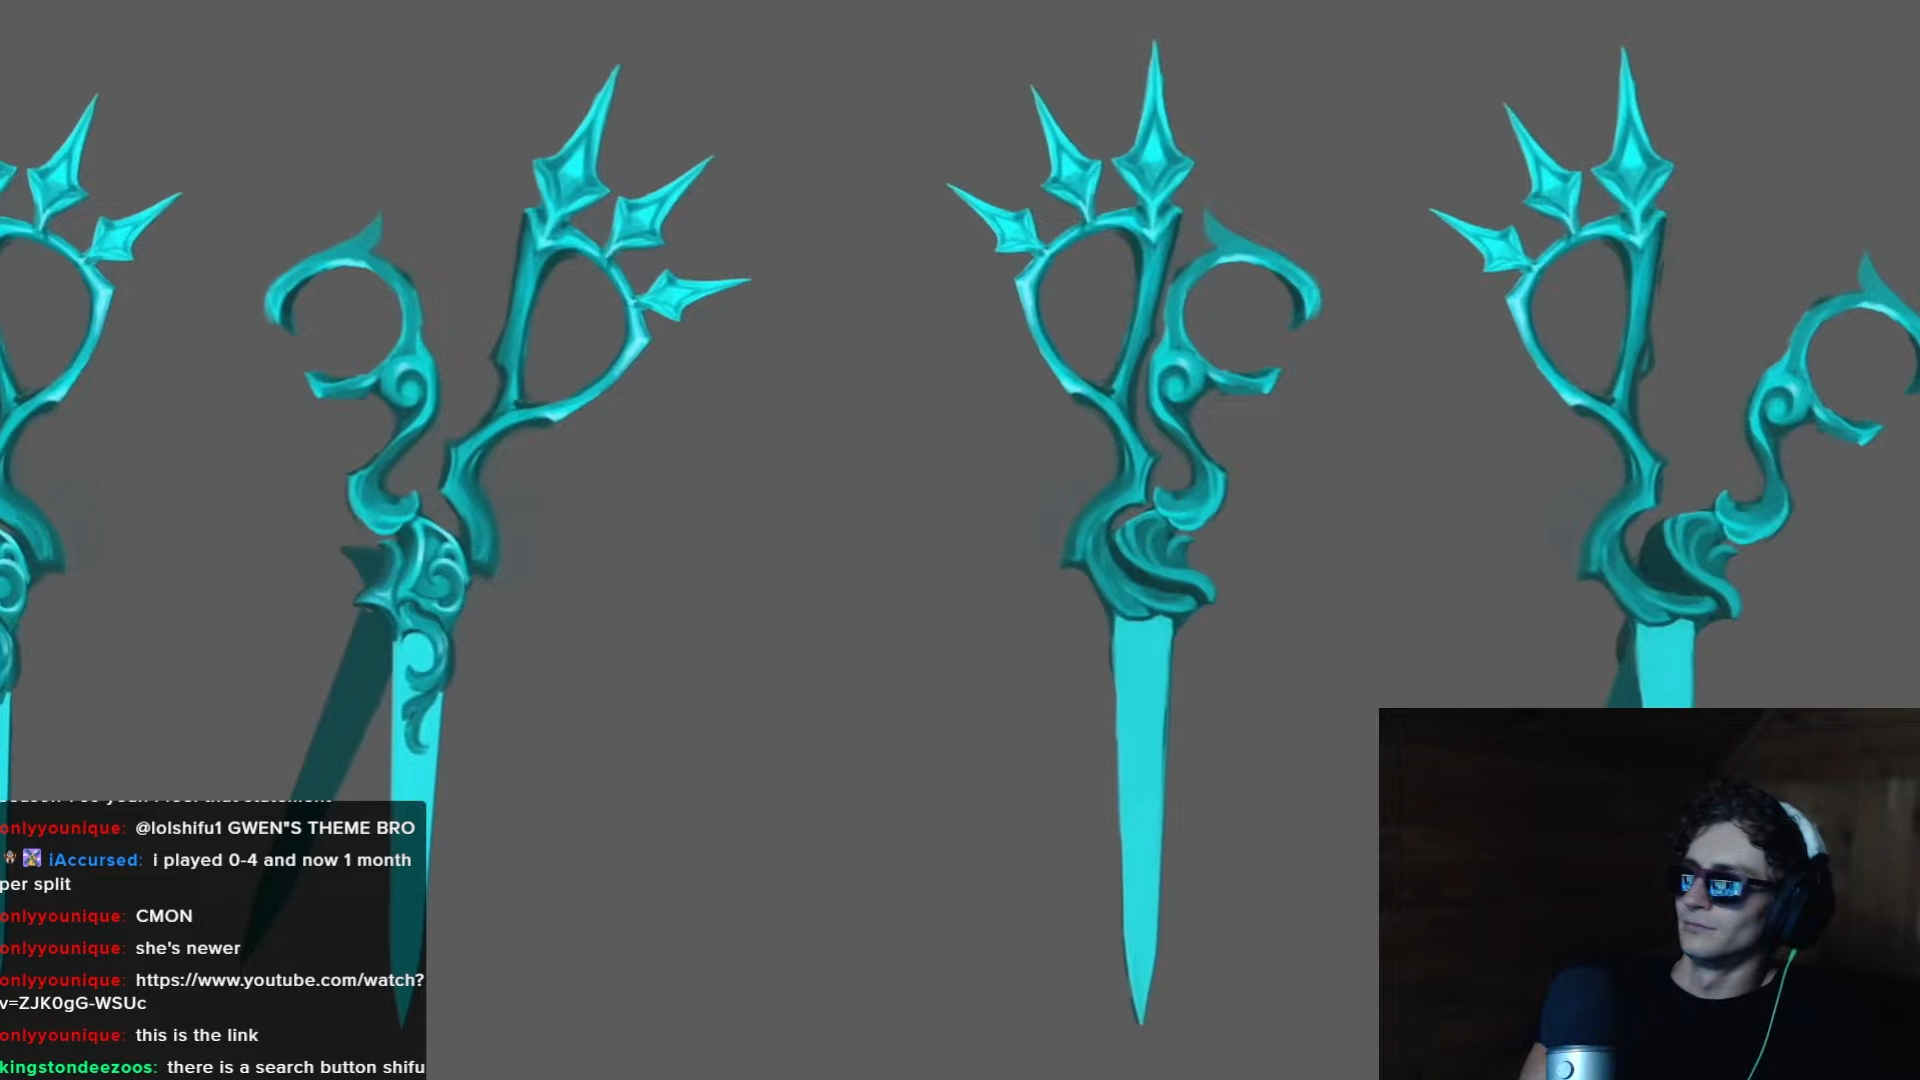 onlyyounique: @lolshifu1 GWEN"S THEME BRO
iAccursed: i played 0-4 and now 1 month
per split
onlyyounique: CMON
onlyyounique: she's newer
onlyyounique: https://www.youtube.com/watch?
v=ZJK0gG-WSUc
onlyyounique: this is the link
kingstondeezoos: there is a search button shifu